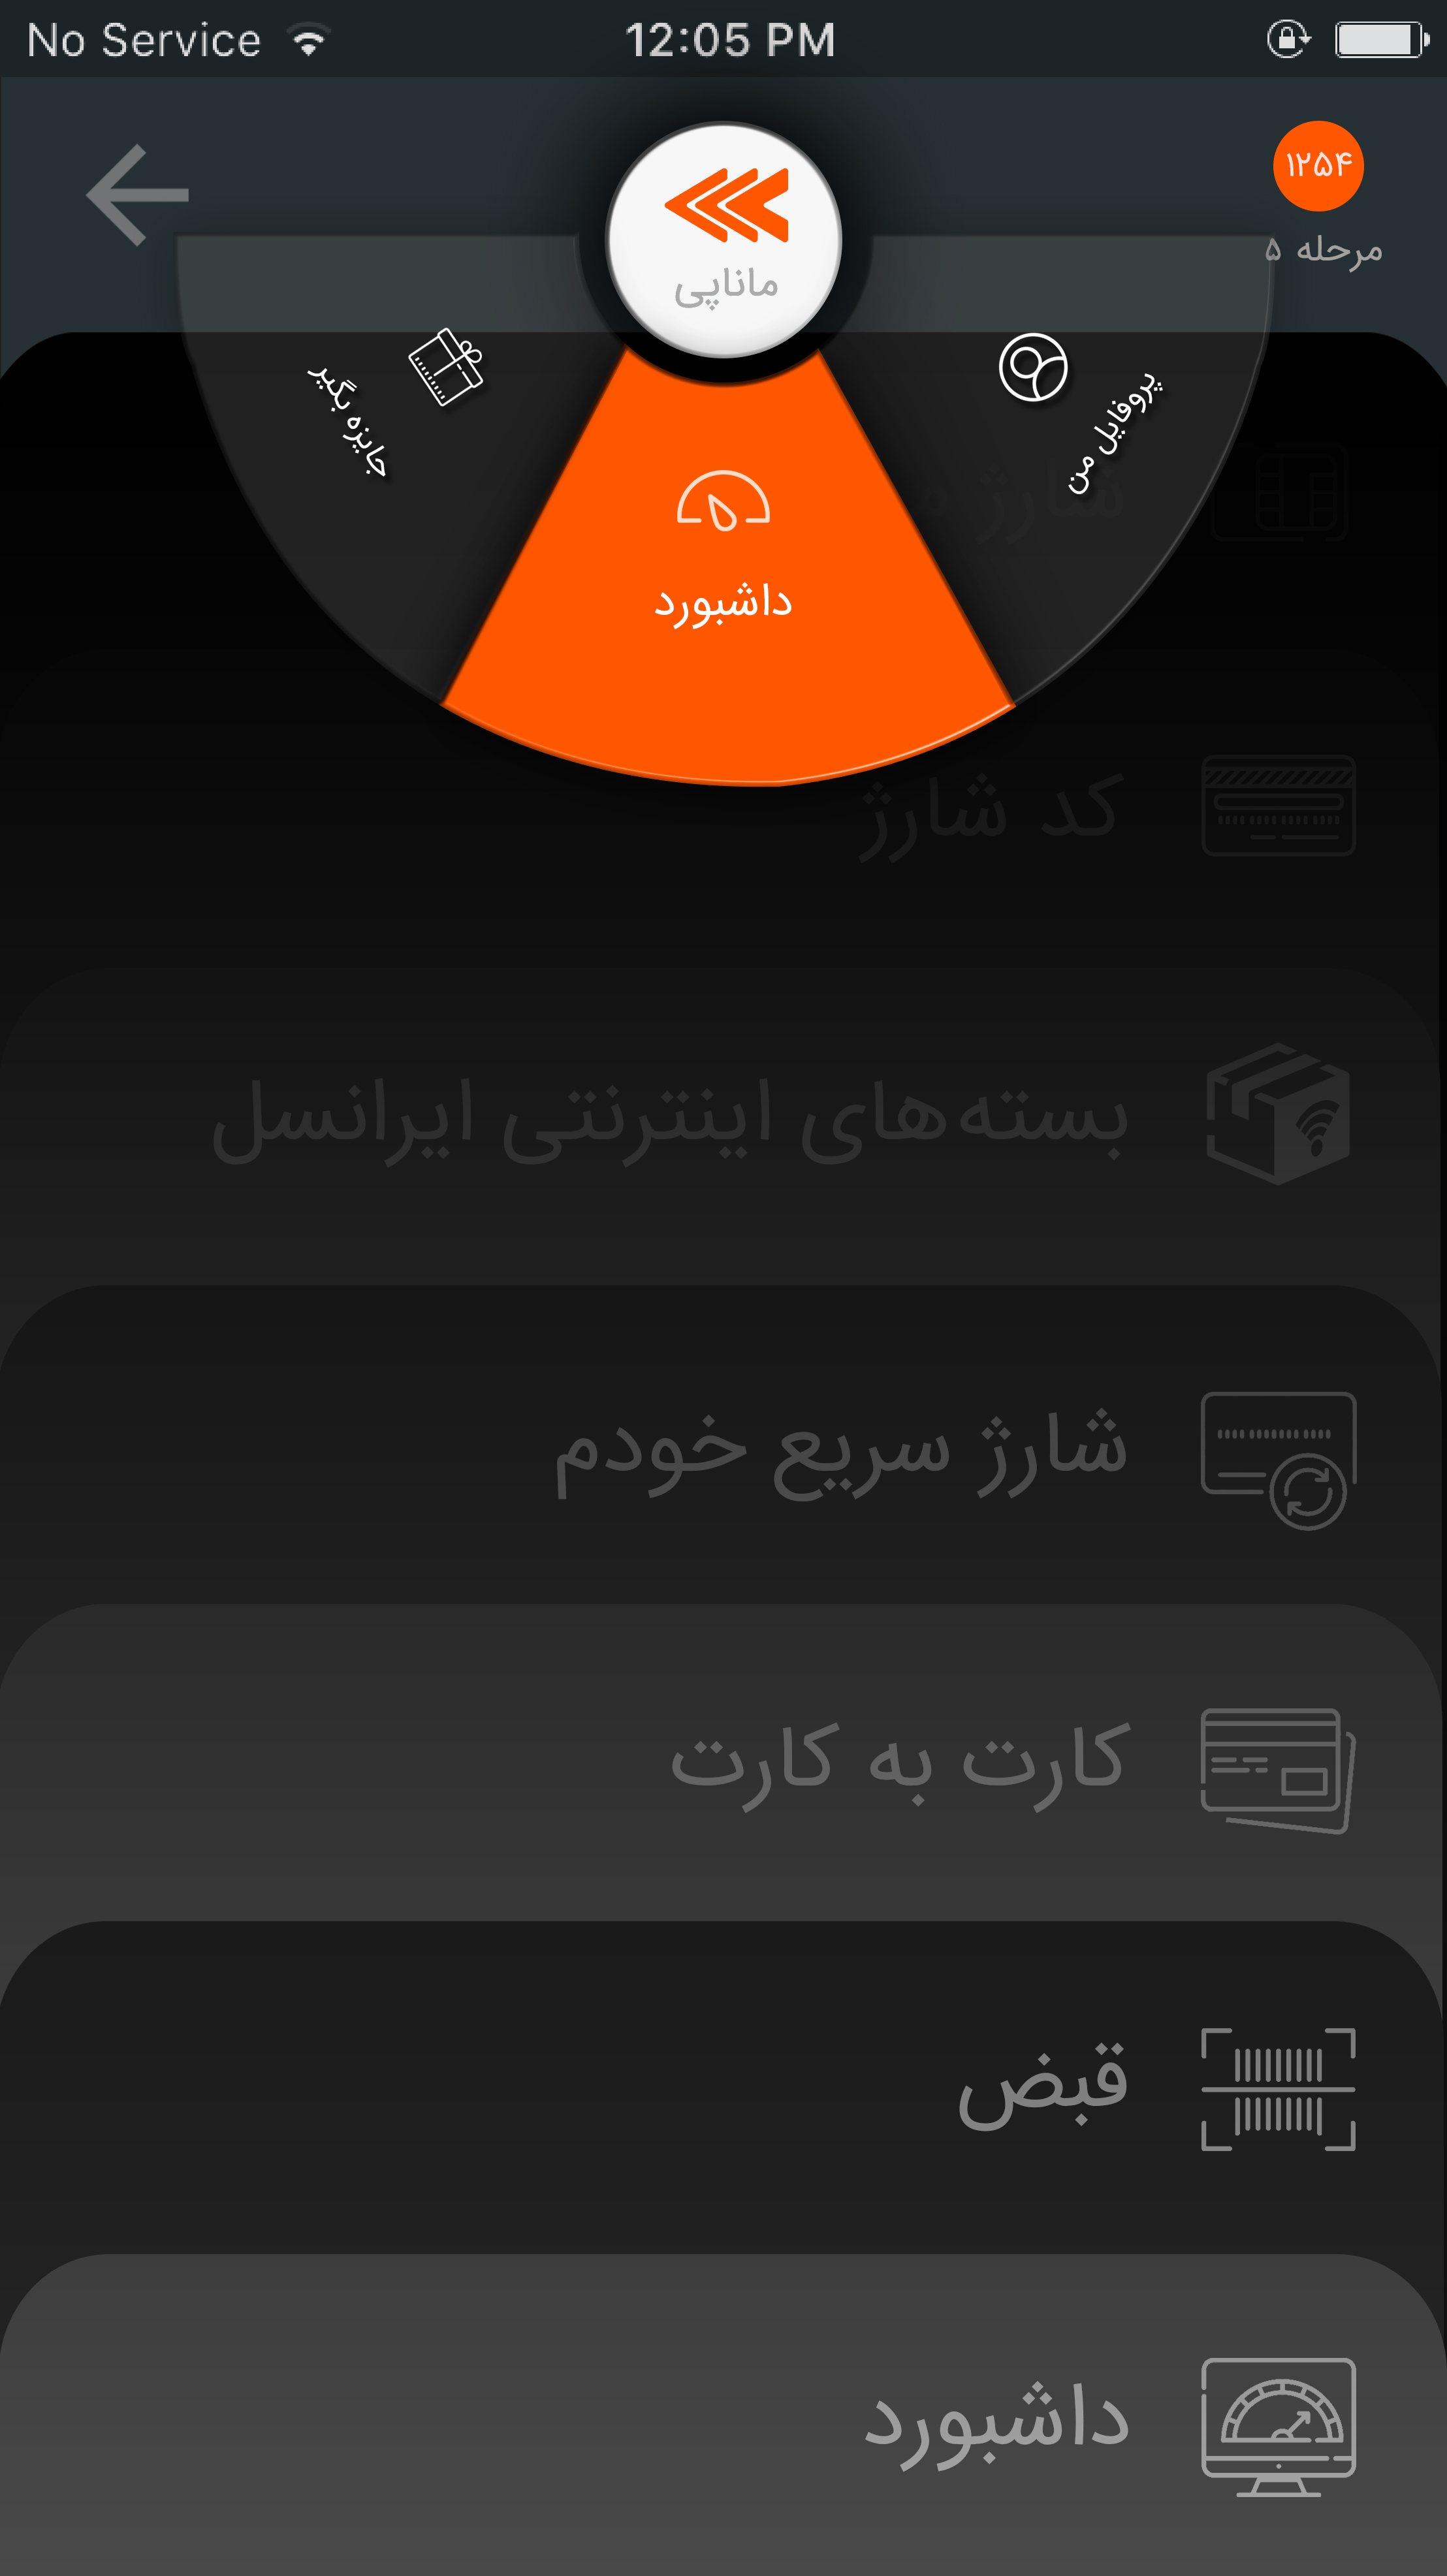 No Service 12:05 PM
۱۲۵۴
مرحله ۵
ماناپی
پروفایل من
جایزه بگیر
داشبورد
شارژ
کد شارژ
بسته‌های اینترنتی ایرانسل
شارژ سریع خودم
کارت به کارت
قبض
داشبورد